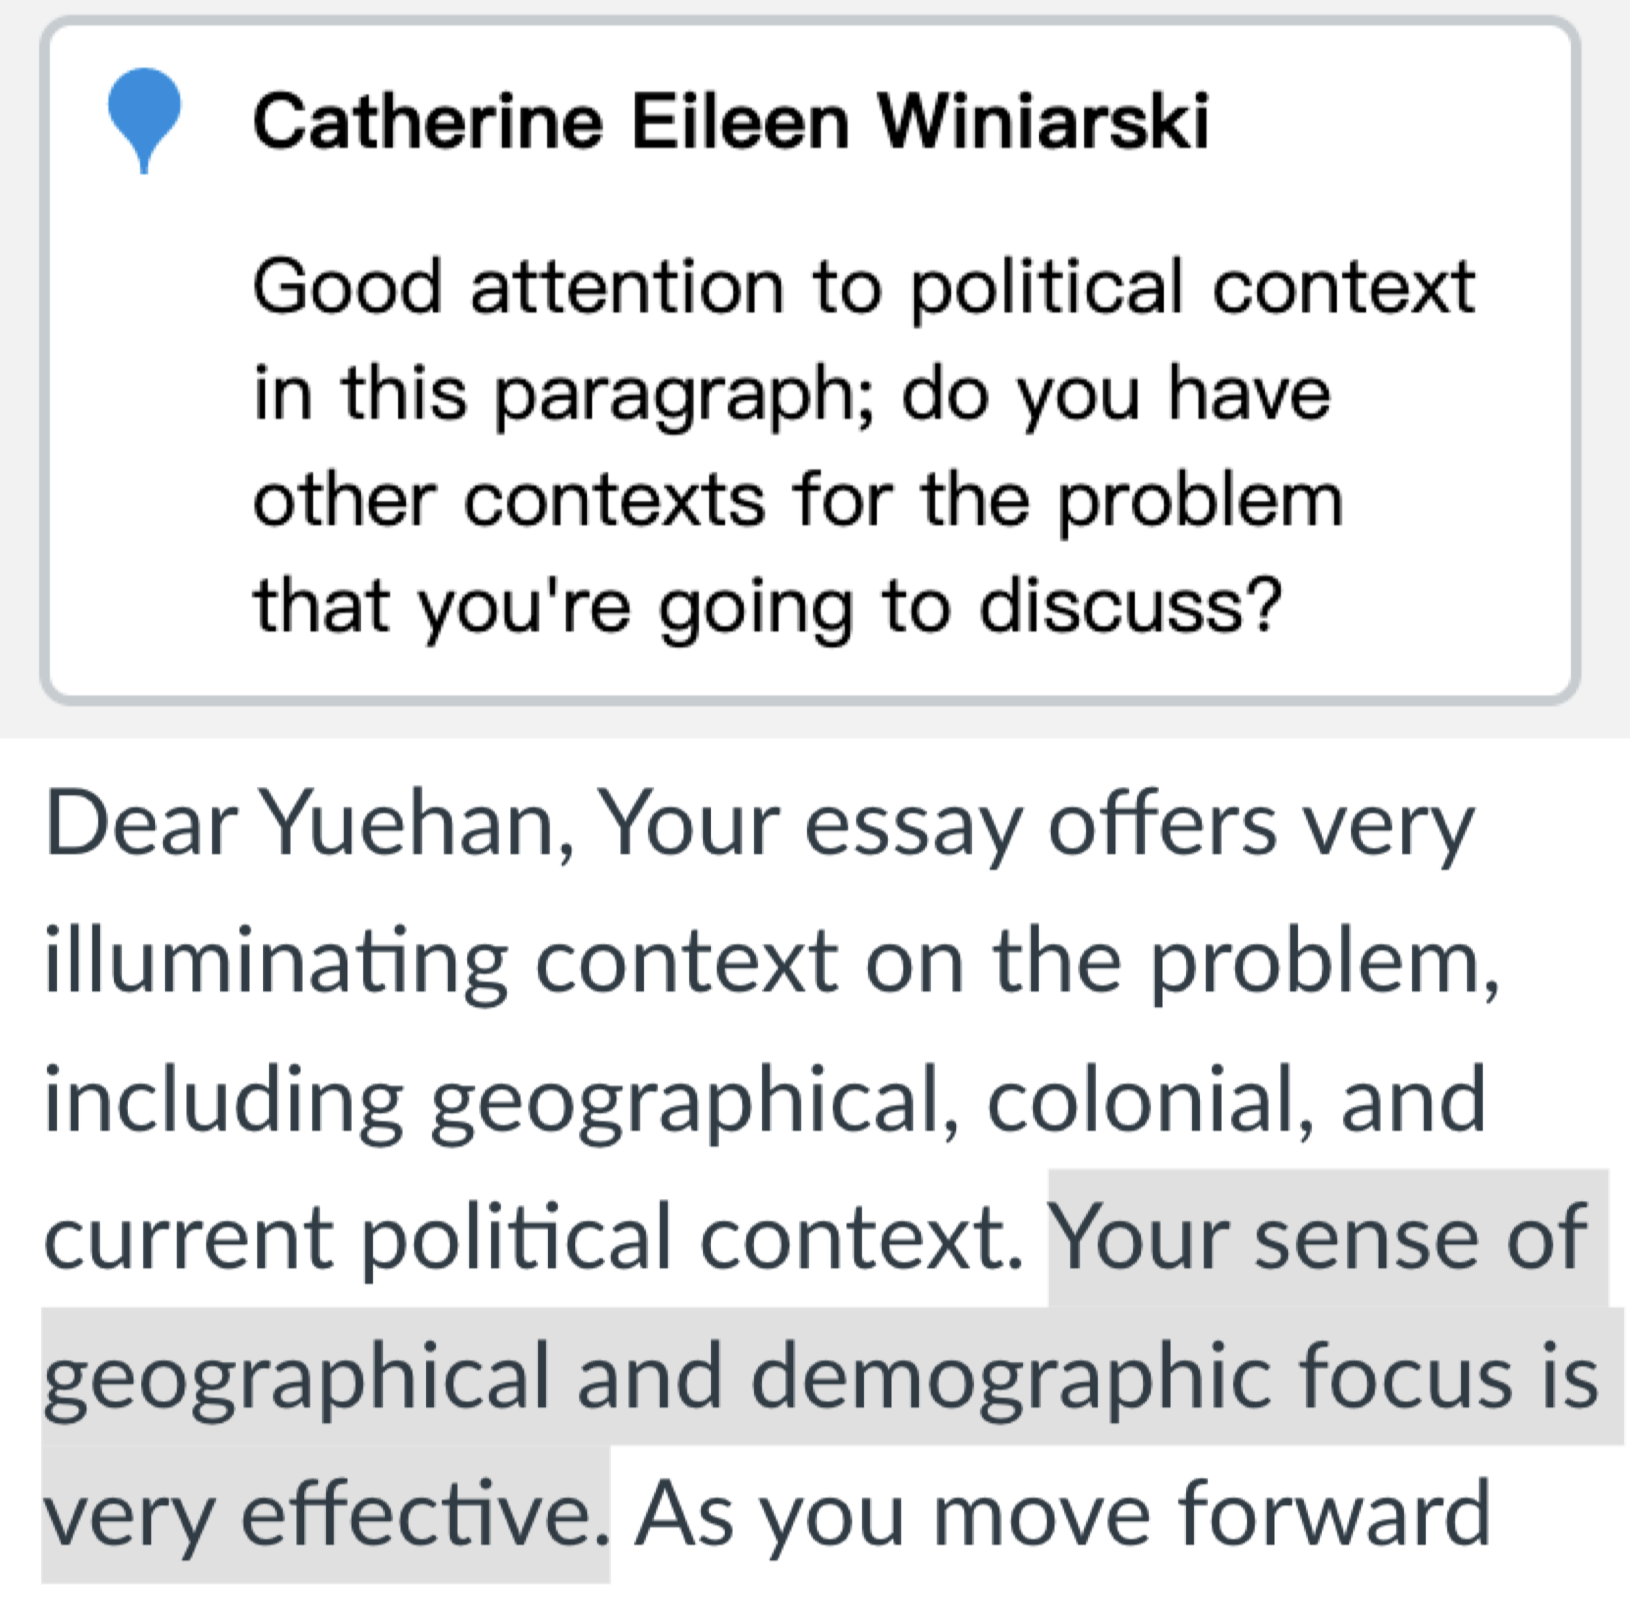 Catherine Eileen Winiarski
Good attention to political context
in this paragraph; do you have
other contexts for the problem
that you're going to discuss?
Dear Yuehan, Your essay offers very
illuminating context on the problem,
including geographical, colonial, and
current political context. Your sense of
geographical and demographic focus is
very effective. As you move forward